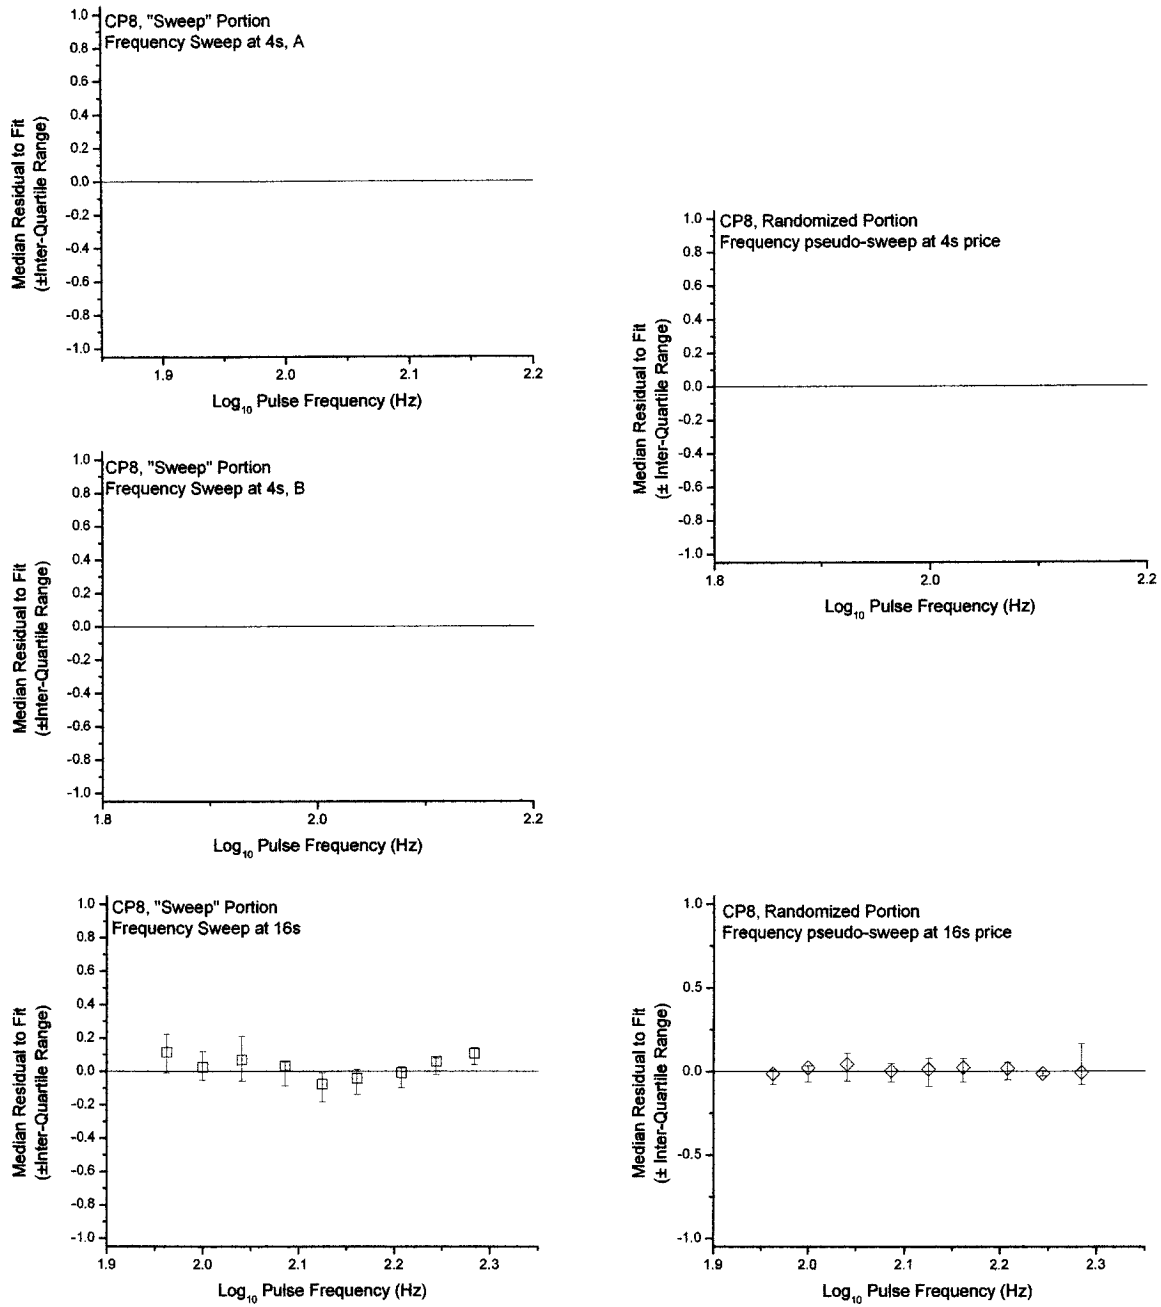 CP8, "Sweep" Portion
Frequency Sweep at 4s, A
Median Residual to Fit
(±Inter-Quartile Range)
1.0
0.8
0.6
0.4
0.2
0.0
-0.2
-0.4
-0.6
-0.8
-1.0
1.9
2.0
2.1
2.2
Log10 Pulse Frequency (Hz)
CP8, Randomized Portion
Frequency pseudo-sweep at 4s price
Median Residual to Fit
(± Inter-Quartile Range)
1.0
0.8
0.6
0.4
0.2
0.0
-0.2
-0.4
-0.6
-0.8
-1.0
1.8
2.0
2.2
Log10 Pulse Frequency (Hz)
CP8, "Sweep" Portion
Frequency Sweep at 4s, B
Median Residual to Fit
(±Inter-Quartile Range)
1.0
0.8
0.6
0.4
0.2
0.0
-0.2
-0.4
-0.6
-0.8
-1.0
1.8
2.0
2.2
Log10 Pulse Frequency (Hz)
CP8, "Sweep" Portion
Frequency Sweep at 16s
Median Residual to Fit
(±Inter-Quartile Range)
1.0
0.8
0.6
0.4
0.2
0.0
-0.2
-0.4
-0.6
-0.8
-1.0
1.9
2.0
2.1
2.2
2.3
Log10 Pulse Frequency (Hz)
CP8, Randomized Portion
Frequency pseudo-sweep at 16s price
Median Residual to Fit
(± Inter-Quartile Range)
1.0
0.5
0.0
-0.5
-1.0
1.9
2.0
2.1
2.2
2.3
Log10 Pulse Frequency (Hz)